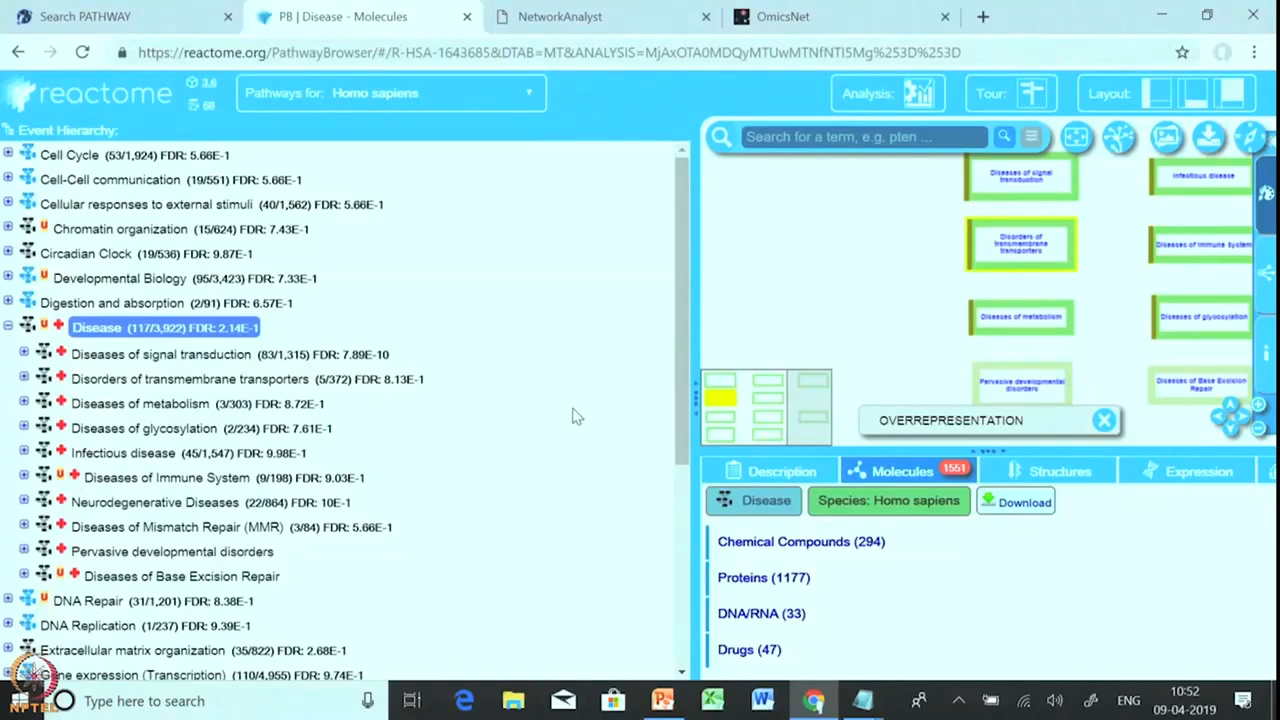 Search PATHWAY
PB | Disease - Molecules
NetworkAnalyst
OmicsNet
https://reactome.org/PathwayBrowser/#/R-HSA-1643685&DTAB=MT&ANALYSIS=MjAxOTA0MDQyMTUwMTNfNTI5Mg%253D%253D
reactome
3.6
68
Pathways for: Homo sapiens
Analysis:
Tour:
Layout:
Event Hierarchy:
Cell Cycle (53/1,924) FDR: 5.66E-1
Cell-Cell communication (19/551) FDR: 5.66E-1
Cellular responses to external stimuli (40/1,562) FDR: 5.66E-1
Chromatin organization (15/624) FDR: 7.43E-1
Circadian Clock (19/536) FDR: 9.87E-1
Developmental Biology (95/3,423) FDR: 7.33E-1
Digestion and absorption (2/91) FDR: 6.57E-1
Disease (117/3,922) FDR: 2.14E-1
Diseases of signal transduction (83/1,315) FDR: 7.89E-10
Disorders of transmembrane transporters (5/372) FDR: 8.13E-1
Diseases of metabolism (3/303) FDR: 8.72E-1
Diseases of glycosylation (2/234) FDR: 7.61E-1
Infectious disease (45/1,547) FDR: 9.98E-1
Diseases of Immune System (9/198) FDR: 9.03E-1
Neurodegenerative Diseases (22/864) FDR: 10E-1
Diseases of Mismatch Repair (MMR) (3/84) FDR: 5.66E-1
Pervasive developmental disorders
Diseases of Base Excision Repair
DNA Repair (31/1,201) FDR: 8.38E-1
DNA Replication (1/237) FDR: 9.39E-1
Extracellular matrix organization (35/822) FDR: 2.68E-1
Gene expression (Transcription) (110/4,955) FDR: 9.74E-1
Search for a term, e.g. pten ...
Diseases of signal
transduction
Infectious disease
Disorders of
transmembrane
transporters
Diseases of Immune System
Diseases of metabolism
Diseases of glycosylation
Pervasive developmental
disorders
Diseases of Base Excision
Repair
OVERREPRESENTATION
Description
Molecules 1551
Structures
Expression
Disease
Species: Homo sapiens
Download
Chemical Compounds (294)
Proteins (1177)
DNA/RNA (33)
Drugs (47)
NPTEL
Type here to search
ENG
10:52
09-04-2019